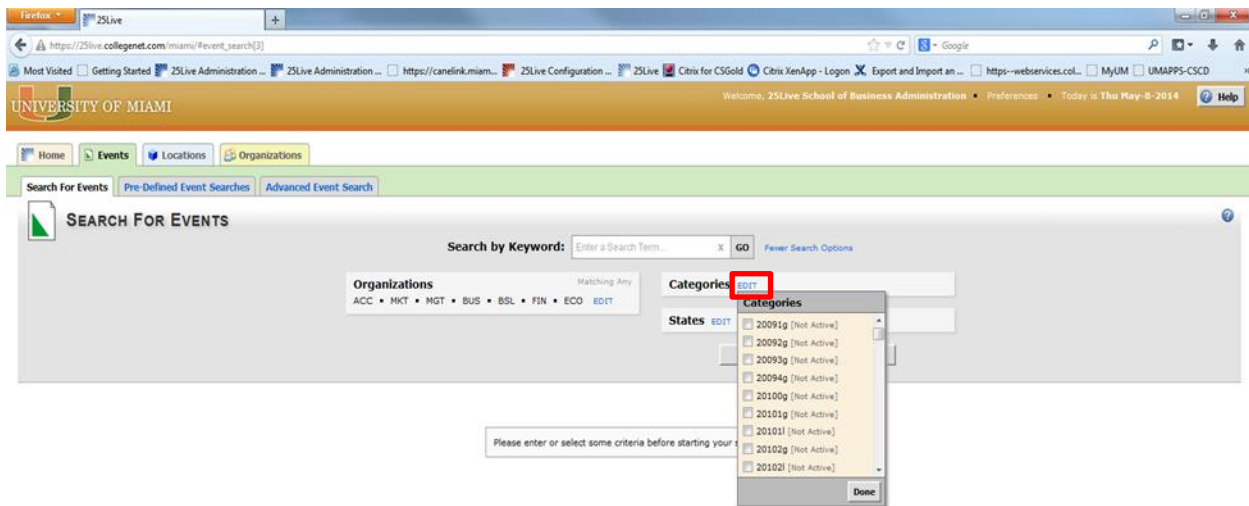 Firefox
25Live
+
https://25live.collegenet.com/miami/#event_search[3]
Google
Most Visited Getting Started 25Live Administration ... 25Live Administration ... https://canelink.miam... 25Live Configuration ... 25Live Citrix for CSGold Citrix XenApp - Logon Export and Import an ... https--webservices.col... MyUM UMAPPS-CSCD »
UNIVERSITY OF MIAMI
Welcome, 25Live School of Business Administration ▪ Preferences ▪ Today is Thu May-8-2014 Help
Home Events Locations Organizations
Search For Events Pre-Defined Event Searches Advanced Event Search
SEARCH FOR EVENTS
Search by Keyword: Enter a Search Term... x GO Fewer Search Options
Organizations Matching Any
ACC ▪ MKT ▪ MGT ▪ BUS ▪ BSL ▪ FIN ▪ ECO EDIT
Categories EDIT
States EDIT
Categories
20091g [Not Active]
20092g [Not Active]
20093g [Not Active]
20094g [Not Active]
20100g [Not Active]
20101g [Not Active]
20101l [Not Active]
20102g [Not Active]
20102l [Not Active]
Done
Please enter or select some criteria before starting your s